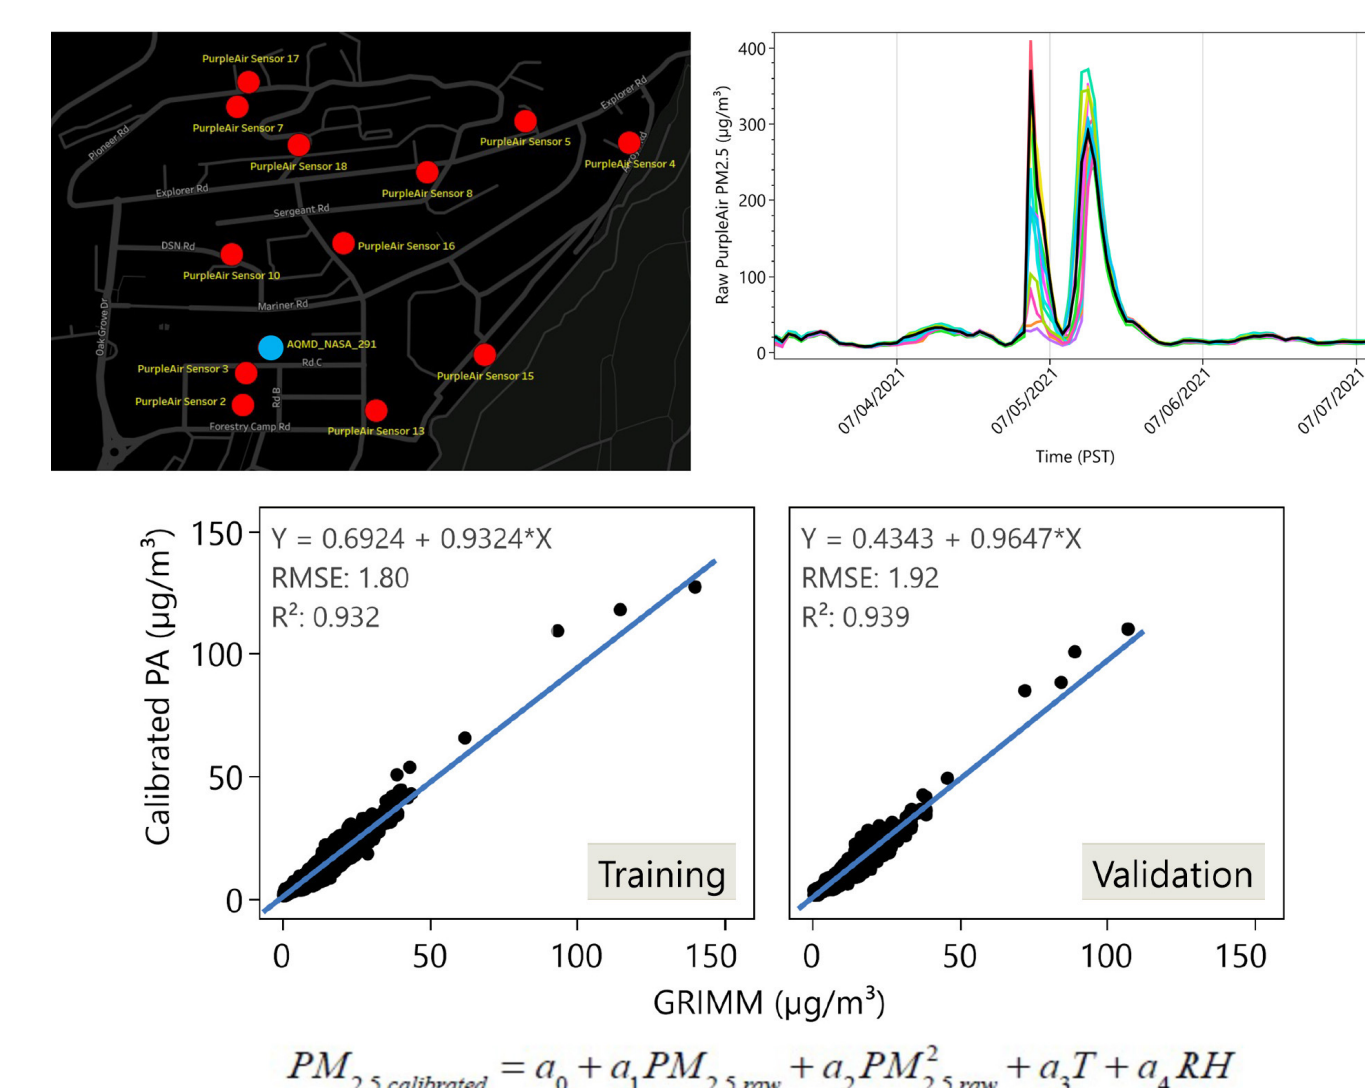 PurpleAir Sensor 17
PurpleAir Sensor 7
PurpleAir Sensor 18
PurpleAir Sensor 5
PurpleAir Sensor 4
PurpleAir Sensor 8
PurpleAir Sensor 16
PurpleAir Sensor 10
AQMD_NASA_291
PurpleAir Sensor 3
PurpleAir Sensor 2
PurpleAir Sensor 15
PurpleAir Sensor 13
Pioneer Rd
Explorer Rd
Explorer Rd
Sergeant Rd
DSN Rd
Mariner Rd
Oak Grove Dr
Rd C
Rd B
Forestry Camp Rd
Raw PurpleAir PM2.5 (µg/m³)
400
300
200
100
0
07/04/2021
07/05/2021
07/06/2021
07/07/2021
Time (PST)
Calibrated PA (µg/m³)
150
100
50
0
Y = 0.6924 + 0.9324*X
RMSE: 1.80
R²: 0.932
Training
0 50 100 150
Y = 0.4343 + 0.9647*X
RMSE: 1.92
R²: 0.939
Validation
0 50 100 150
GRIMM (µg/m³)
PM2.5 calibrated = a0 + a1PM2.5 raw + a2PM²2.5 raw + a3T + a4RH